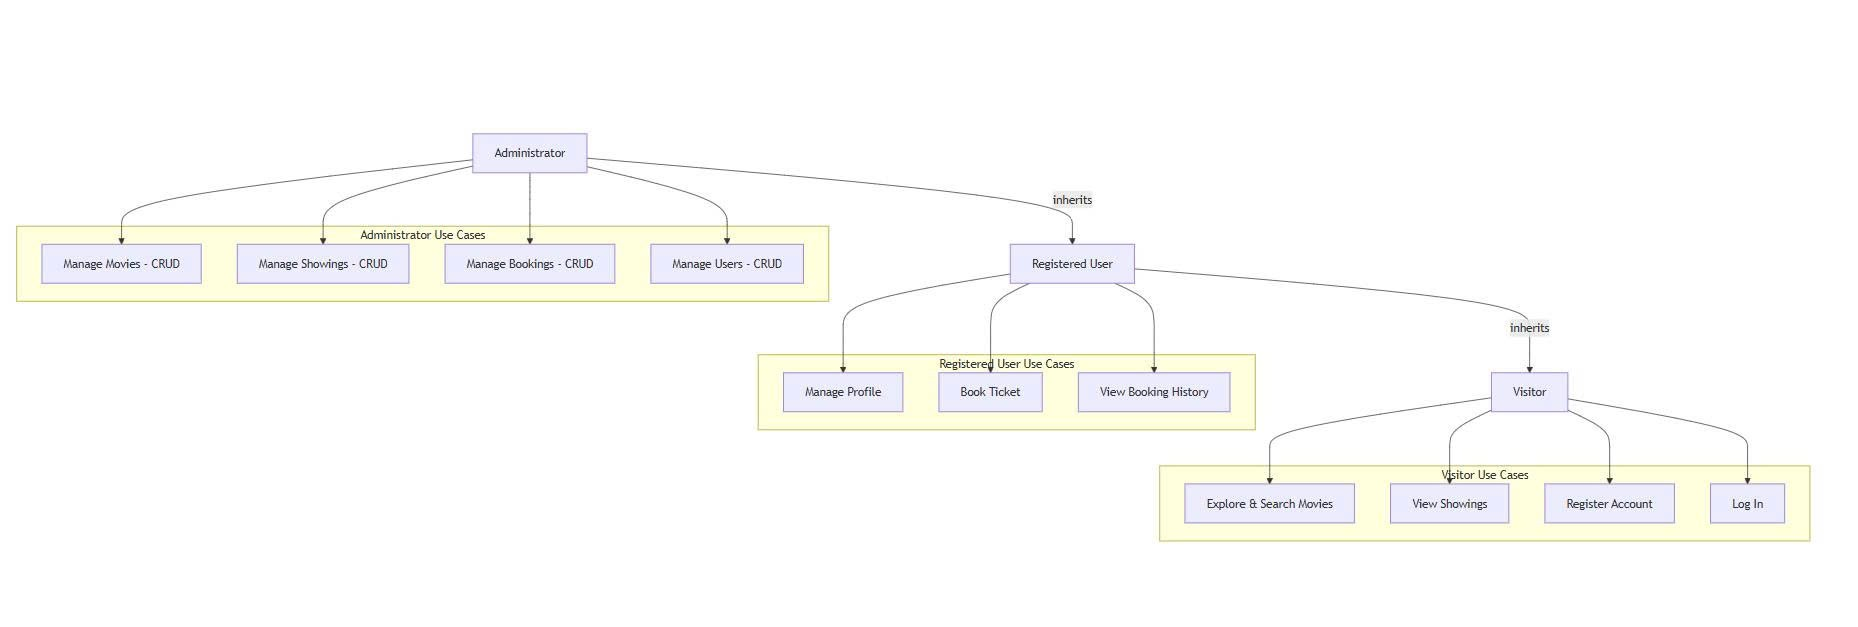 Administrator
inherits
Administrator Use Cases
Manage Movies - CRUD
Manage Showings - CRUD
Manage Bookings - CRUD
Manage Users - CRUD
Registered User
inherits
Registered User Use Cases
Manage Profile
Book Ticket
View Booking History
Visitor
Visitor Use Cases
Explore & Search Movies
View Showings
Register Account
Log In